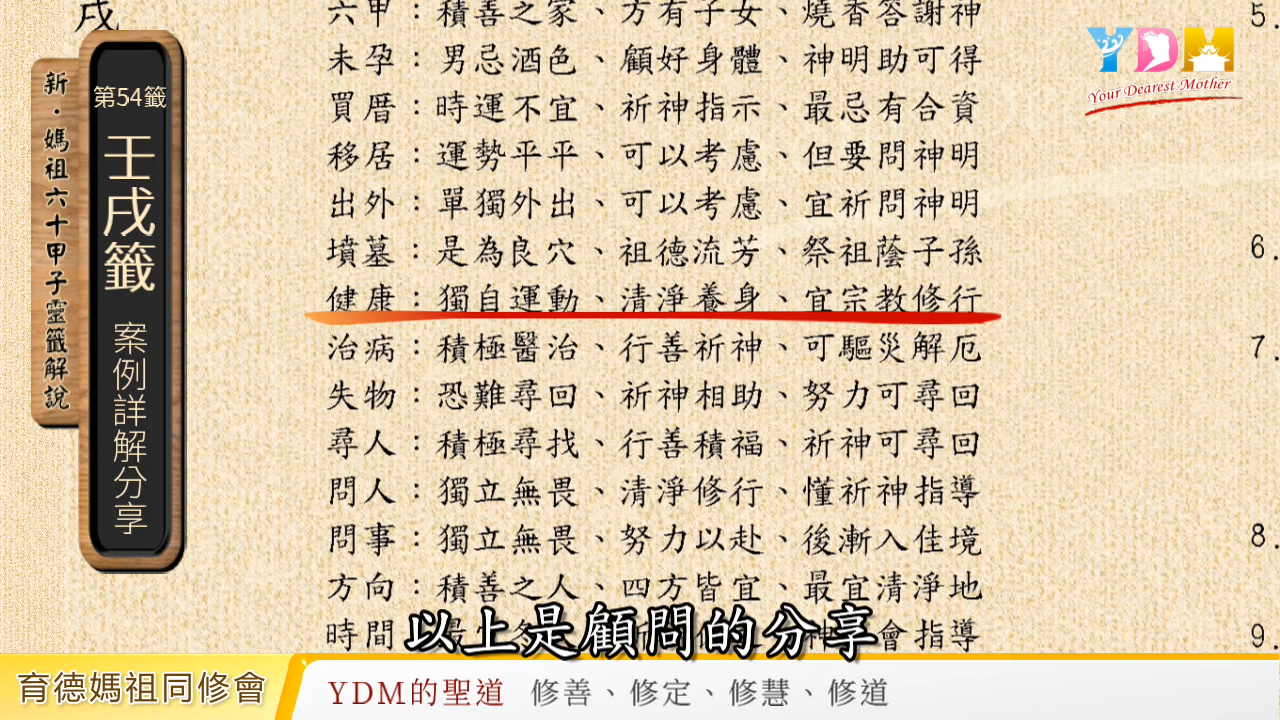 戌
新・媽祖六十甲子靈籤解說
第54籤
壬戌籤
案例詳解分享
六甲：積善之家、方有子女、燒香答謝神
未孕：男忌酒色、顧好身體、神明助可得
買厝：時運不宜、祈神指示、最忌有合資
移居：運勢平平、可以考慮、但要問神明
出外：單獨外出、可以考慮、宜祈問神明
墳墓：是為良穴、祖德流芳、祭祖蔭子孫
健康：獨自運動、清淨養身、宜宗教修行
治病：積極醫治、行善祈神、可驅災解厄
失物：恐難尋回、祈神相助、努力可尋回
尋人：積極尋找、行善積福、祈神可尋回
問人：獨立無畏、清淨修行、懂祈神指導
問事：獨立無畏、努力以赴、後漸入佳境
方向：積善之人、四方皆宜、最宜清淨地
時間：最 會指導
5.
6.
7.
8.
9.
YDM
Your Dearest Mother
以上是顧問的分享
育德媽祖同修會
YDM的聖道 修善、修定、修慧、修道